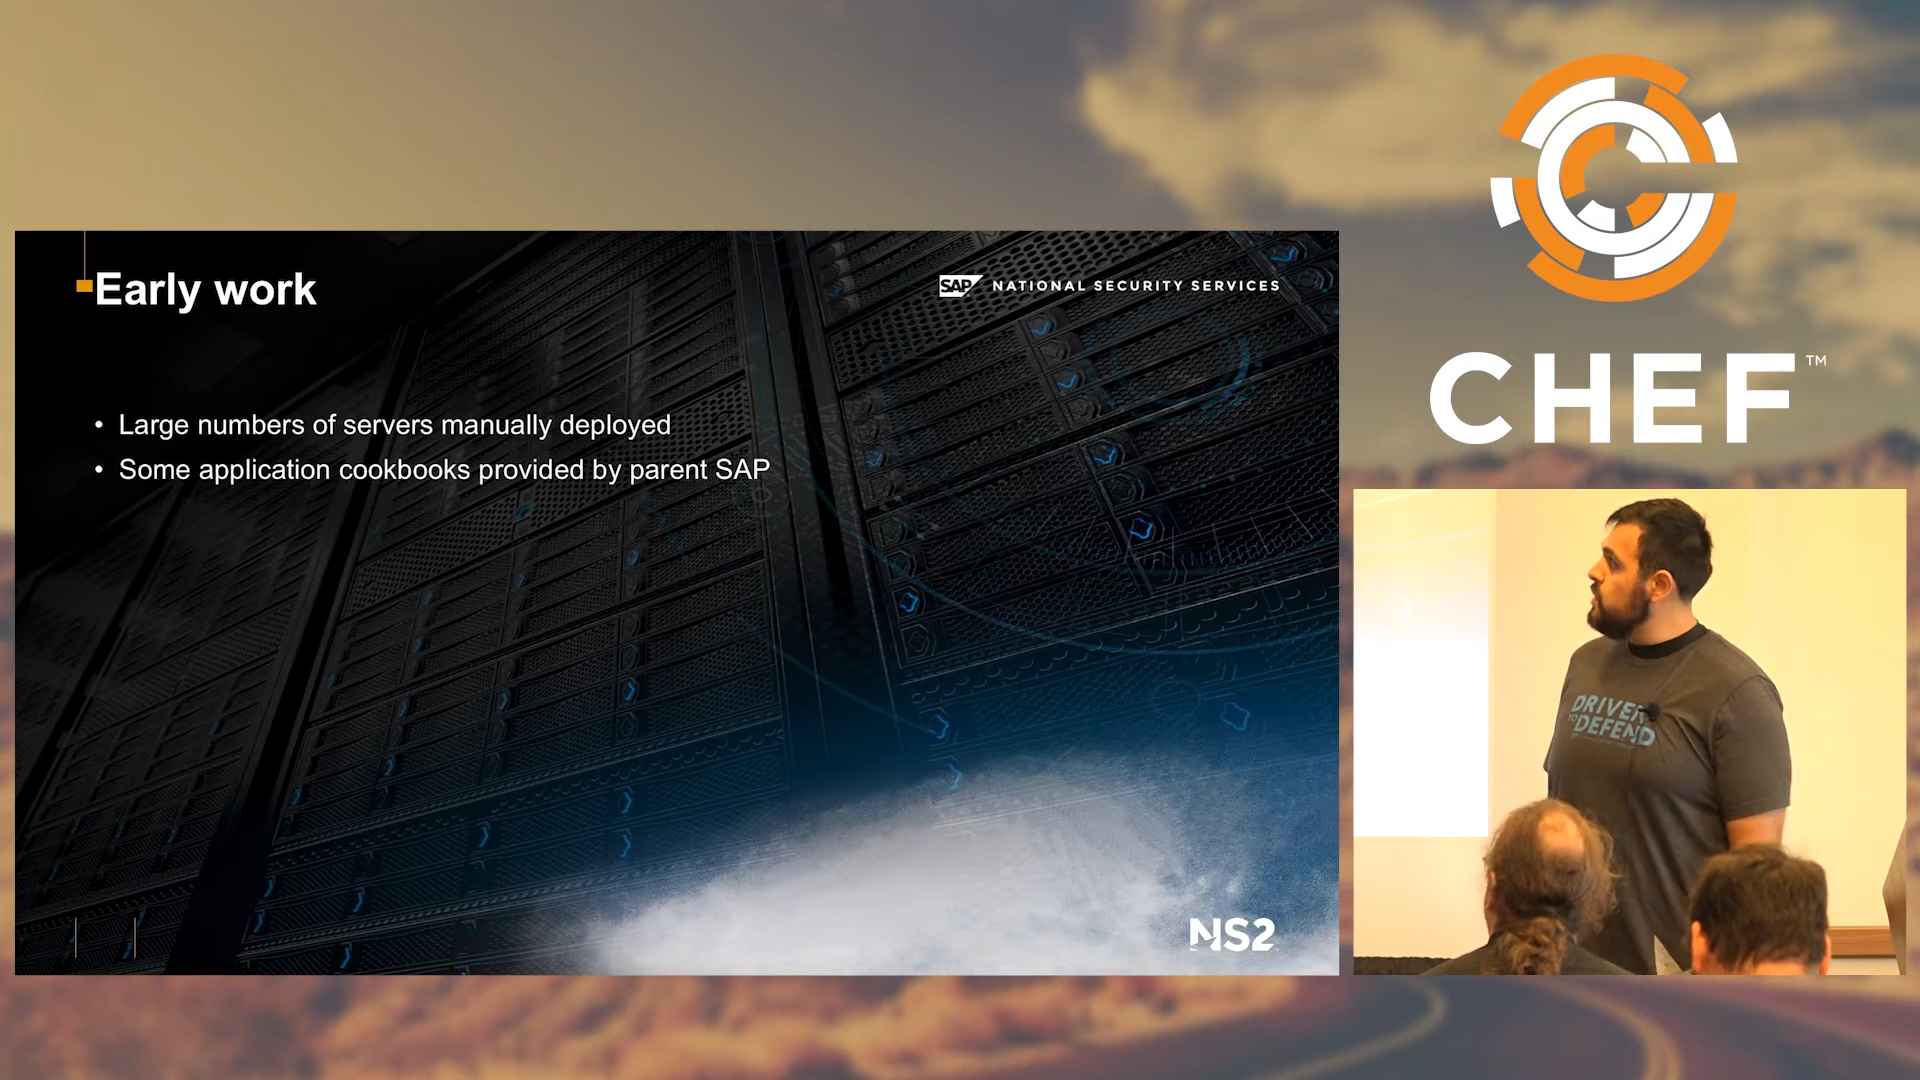 Early work
SAP NATIONAL SECURITY SERVICES
• Large numbers of servers manually deployed
• Some application cookbooks provided by parent SAP
NS2
CHEF™
DRIVEN
TO DEFEND